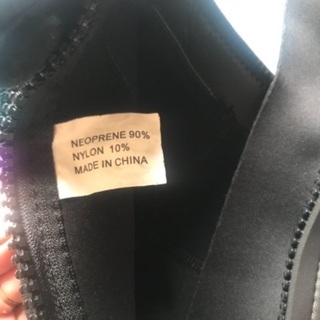 NEOPRENE 90%
NYLON 10%
MADE IN CHINA